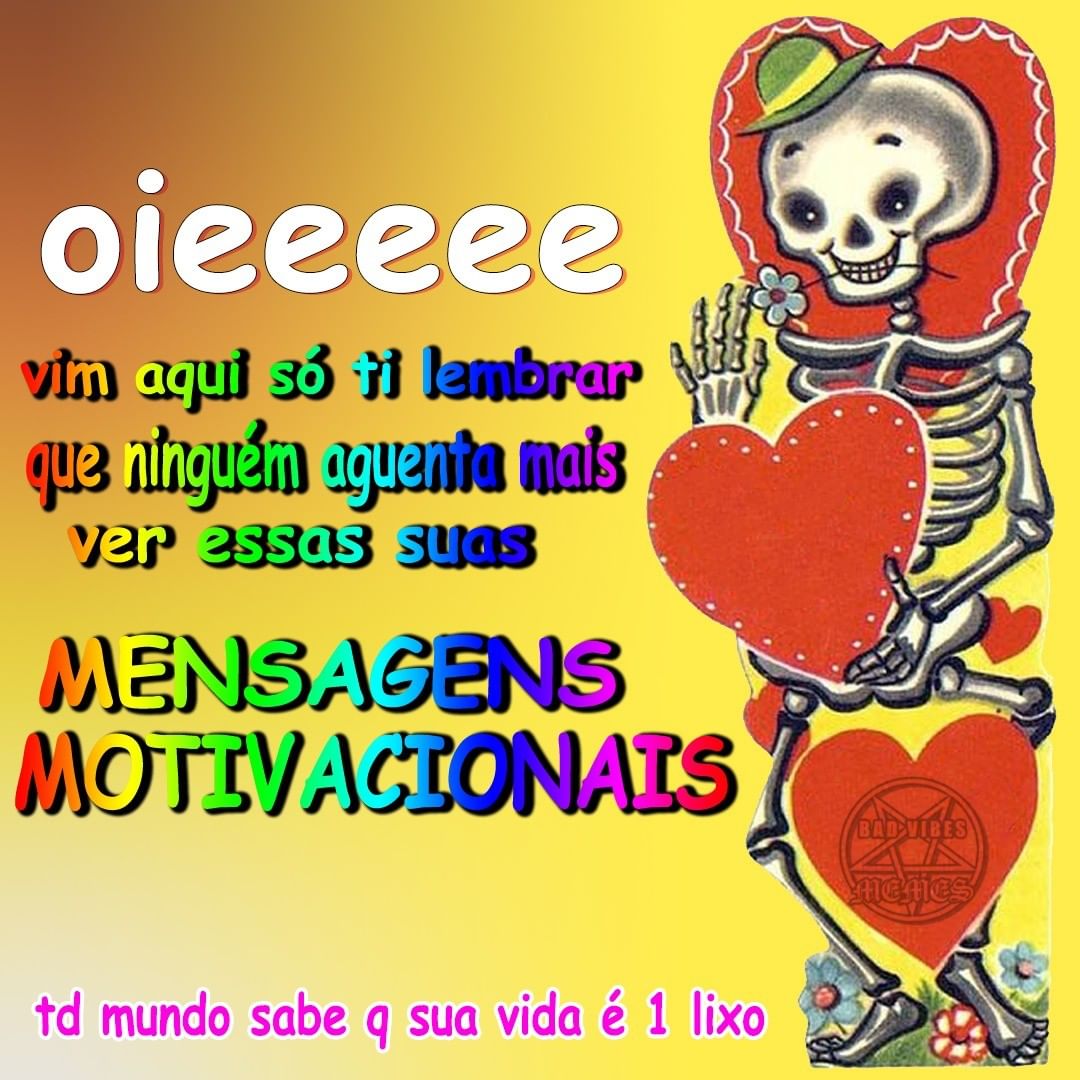 oieeeee
vim aqui só ti lembrar
que ninguém aguenta mais
ver essas suas
MENSAGENS
MOTIVACIONAIS
BAD VIBES
MEMES
td mundo sabe q sua vida é 1 lixo